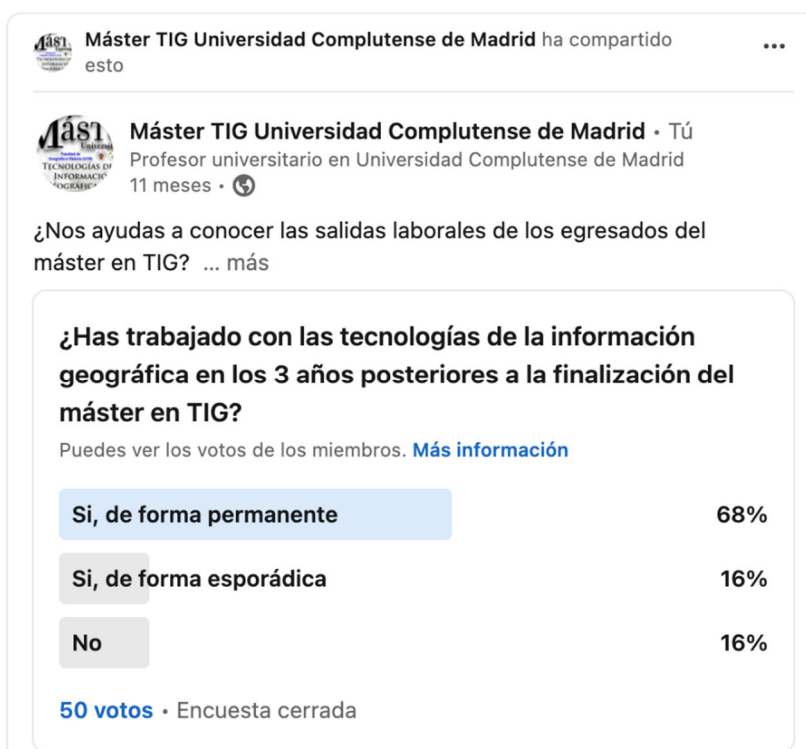 Máster TIG Universidad Complutense de Madrid ha compartido
esto
Máster TIG Universidad Complutense de Madrid • Tú
Profesor universitario en Universidad Complutense de Madrid
11 meses •
¿Nos ayudas a conocer las salidas laborales de los egresados del
máster en TIG? ... más
¿Has trabajado con las tecnologías de la información
geográfica en los 3 años posteriores a la finalización del
máster en TIG?
Puedes ver los votos de los miembros. Más información
Si, de forma permanente 68%
Si, de forma esporádica 16%
No 16%
50 votos • Encuesta cerrada